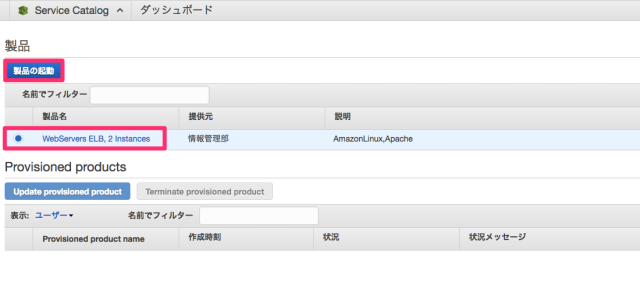 Service Catalog ダッシュボード
製品
製品の起動
名前でフィルター
製品名 提供元 説明
WebServers ELB, 2 Instances 情報管理部 AmazonLinux,Apache
Provisioned products
Update provisioned product Terminate provisioned product
表示: ユーザー 名前でフィルター
Provisioned product name 作成時刻 状況 状況メッセージ